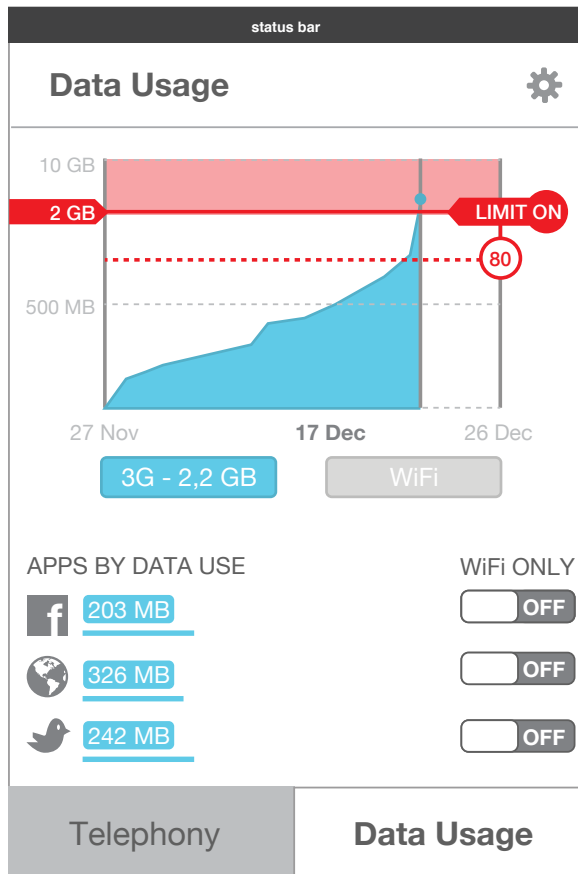 status bar
Data Usage
10 GB
2 GB
LIMIT ON
80
500 MB
27 Nov
17 Dec
26 Dec
3G - 2,2 GB
WiFi
APPS BY DATA USE
WiFi ONLY
f
203 MB
OFF
326 MB
OFF
242 MB
OFF
Telephony
Data Usage